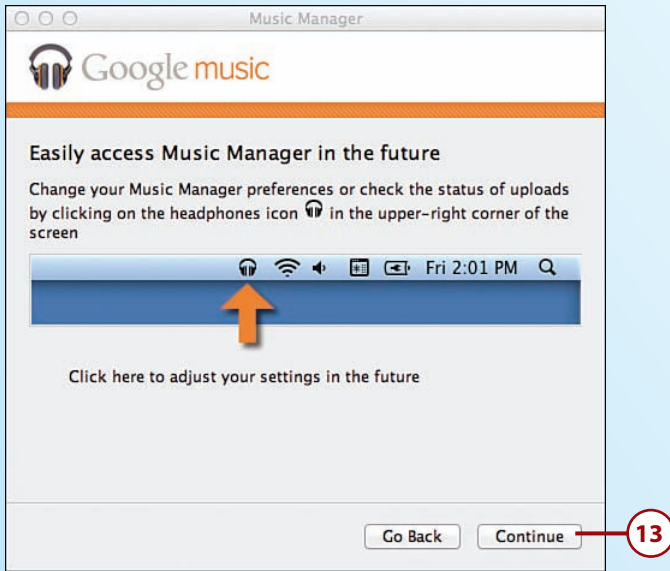 Music Manager
Google music
Easily access Music Manager in the future
Change your Music Manager preferences or check the status of uploads
by clicking on the headphones icon in the upper-right corner of the
screen
Fri 2:01 PM
Click here to adjust your settings in the future
Go Back Continue 13